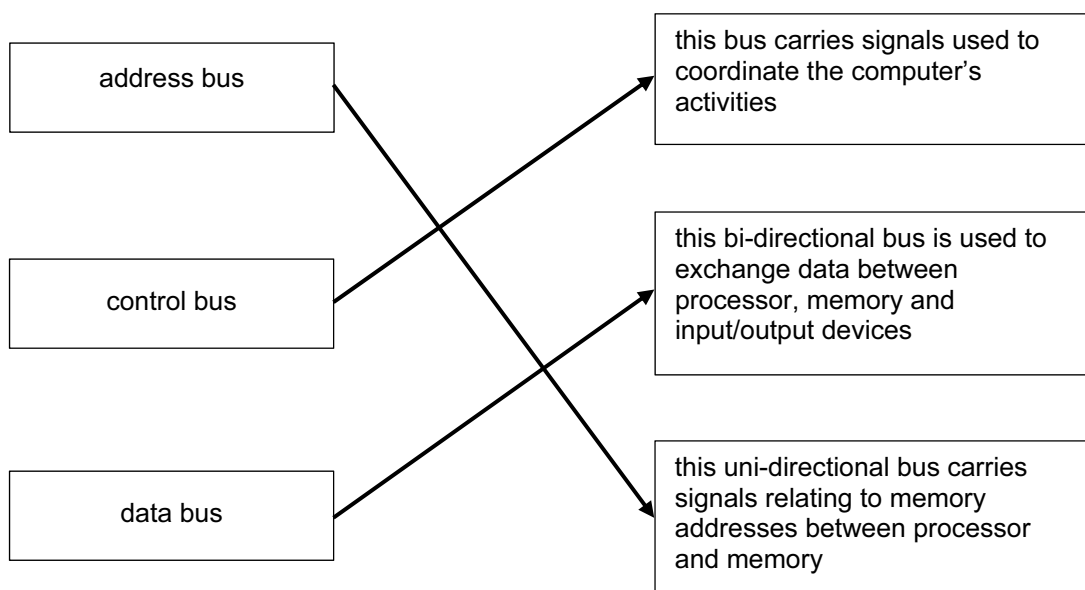 address bus
this bus carries signals used to
coordinate the computer’s
activities
control bus
this bi-directional bus is used to
exchange data between
processor, memory and
input/output devices
data bus
this uni-directional bus carries
signals relating to memory
addresses between processor
and memory